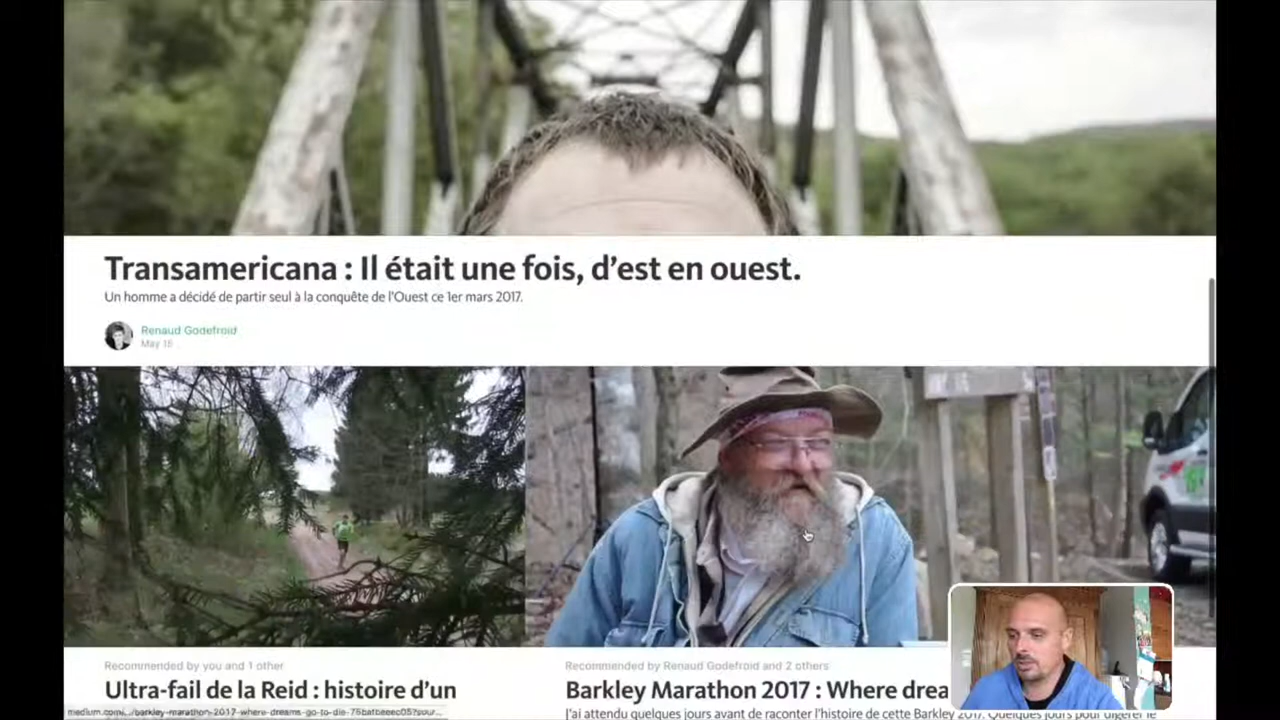 Transamericana : Il était une fois, d’est en ouest.
Un homme a décidé de partir seul à la conquête de l’Ouest ce 1er mars 2017.
Renaud Godefroid
May 16
Recommended by you and 1 other
Ultra-fail de la Reid : histoire d’un
Recommended by Renaud Godefroid and 2 others
Barkley Marathon 2017 : Where drea
J’ai attendu quelques jours avant de raconter l’histoire de cette Barkley 2017. Quelques jours pour digérer le